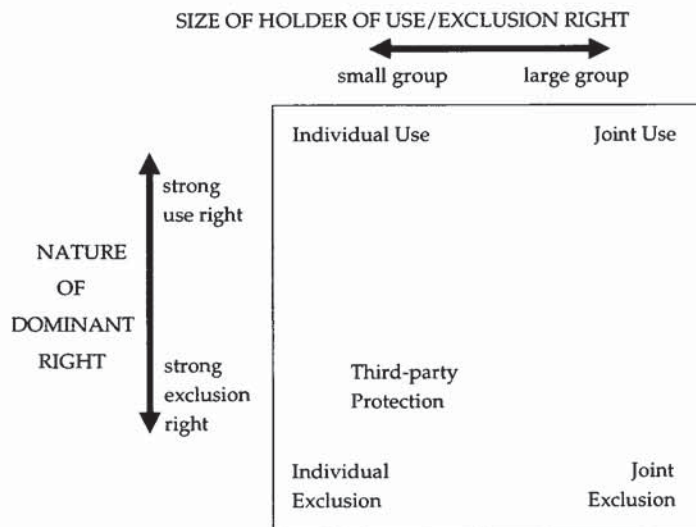 SIZE OF HOLDER OF USE/EXCLUSION RIGHT
small group large group
Individual Use Joint Use
strong
use right
NATURE
OF
DOMINANT
RIGHT
strong
exclusion
right
Third-party
Protection
Individual
Exclusion
Joint
Exclusion